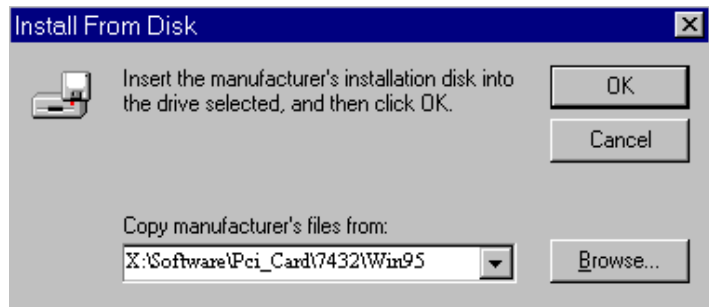 Install From Disk
Insert the manufacturer's installation disk into
the drive selected, and then click OK.
OK
Cancel
Copy manufacturer's files from:
X:\Software\Pci_Card\7432\Win95
Browse...